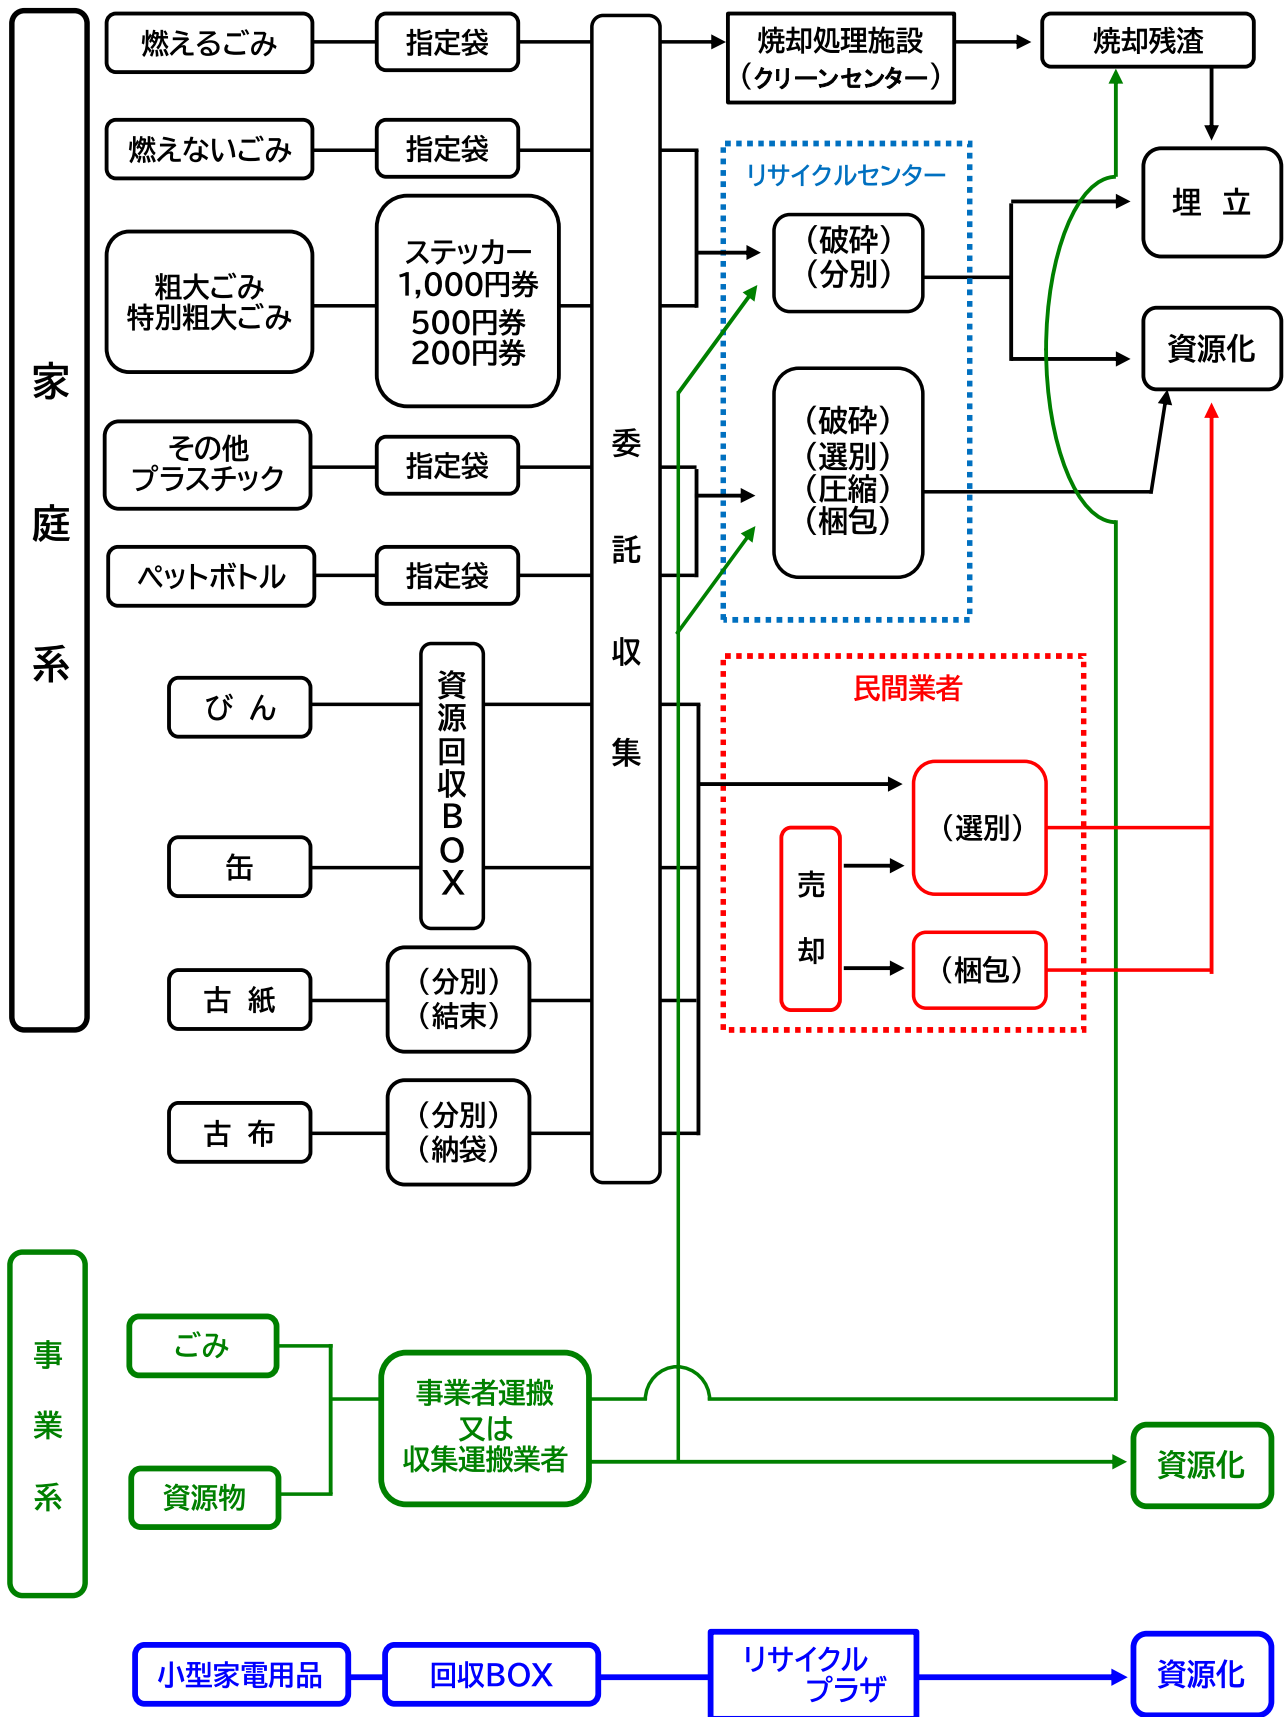 家庭系
燃えるごみ
指定袋
燃えないごみ
指定袋
粗大ごみ
特別粗大ごみ
ステッカー
1,000円券
500円券
200円券
その他
プラスチック
指定袋
ペットボトル
指定袋
びん
缶
資源回収BOX
古紙
（分別）
（結束）
古布
（分別）
（納袋）
委託収集
焼却処理施設
（クリーンセンター）
焼却残渣
リサイクルセンター
（破砕）
（分別）
（破砕）
（選別）
（圧縮）
（梱包）
埋立
資源化
民間業者
売却
（選別）
（梱包）
事業系
ごみ
資源物
事業者運搬
又は
収集運搬業者
資源化
小型家電用品
回収BOX
リサイクル
プラザ
資源化